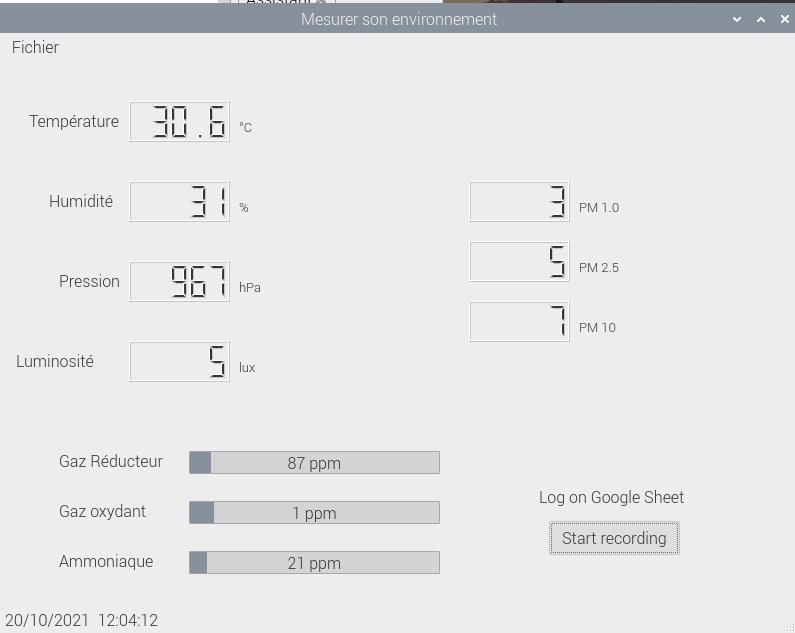 Mesurer son environnement
Fichier
Température 30.6 °C
Humidité 31 %
3 PM 1.0
Pression 967 hPa
5 PM 2.5
7 PM 10
Luminosité 5 lux
Gaz Réducteur 87 ppm
Gaz oxydant 1 ppm
Ammoniaque 21 ppm
Log on Google Sheet
Start recording
20/10/2021 12:04:12